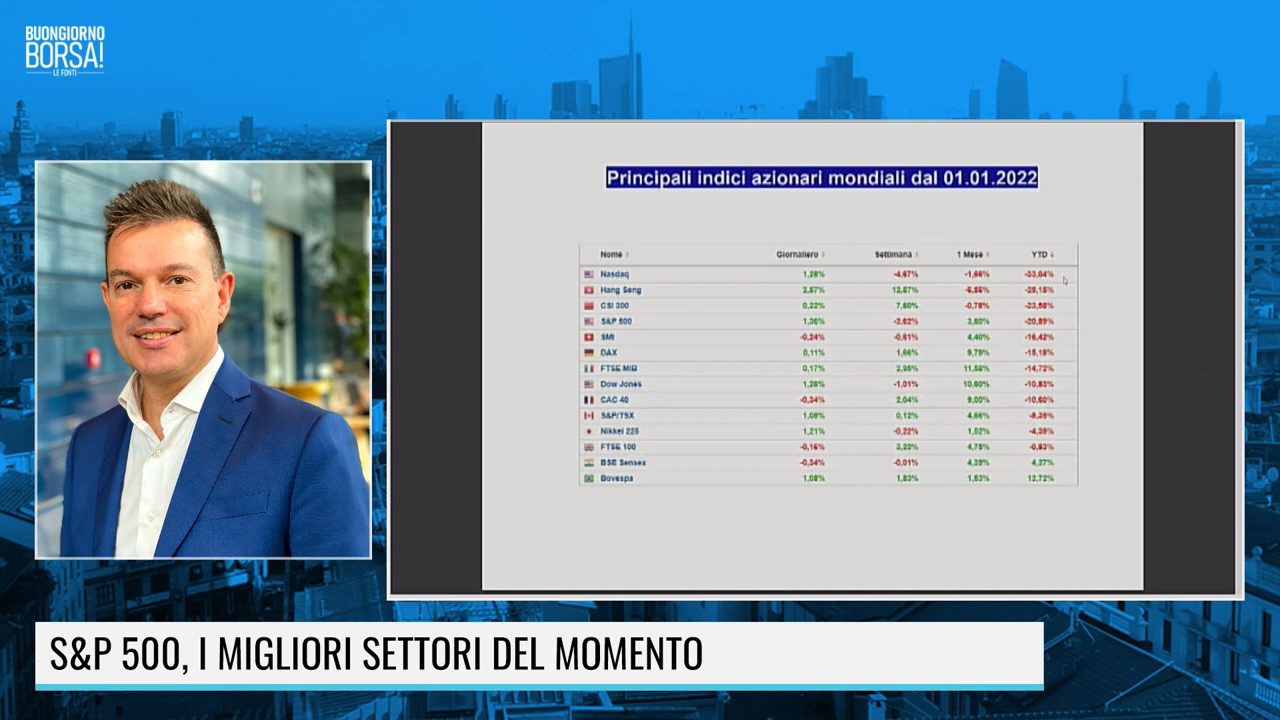 BUONGIORNO
BORSA!
LE FONTI
Principali indici azionari mondiali dal 01.01.2022
Nome Giornaliero Settimana 1 Mese YTD
Nasdaq 1,28% -4,67% -1,66% -33,04%
Hang Seng 2,87% 12,87% -6,56% -29,15%
CSI 300 0,22% 7,60% -0,78% -23,58%
S&P 500 1,36% -2,62% 3,60% -20,89%
SMI -0,24% -0,61% 4,40% -16,42%
DAX 0,11% 1,66% 9,79% -15,18%
FTSE MIB 0,17% 2,95% 11,58% -14,72%
Dow Jones 1,26% -1,01% 10,60% -10,83%
CAC 40 -0,34% 2,04% 9,00% -10,60%
S&P/TSX 1,08% 0,12% 4,66% -8,35%
Nikkei 225 1,21% -0,22% 1,52% -4,39%
FTSE 100 -0,16% 3,23% 4,78% -0,83%
BSE Sensex -0,34% -0,01% 4,35% 4,27%
Bovespa 1,08% 1,83% 1,53% 12,72%
S&P 500, I MIGLIORI SETTORI DEL MOMENTO